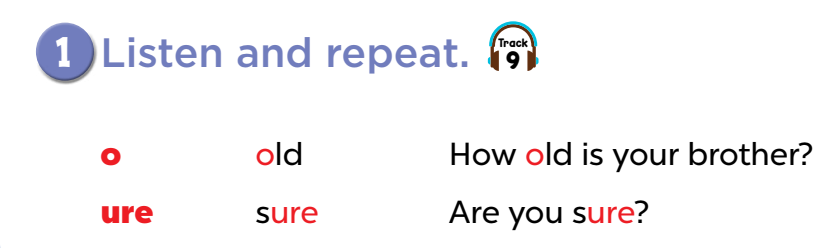 1 Listen and repeat. Track 9
o old How old is your brother?
ure sure Are you sure?